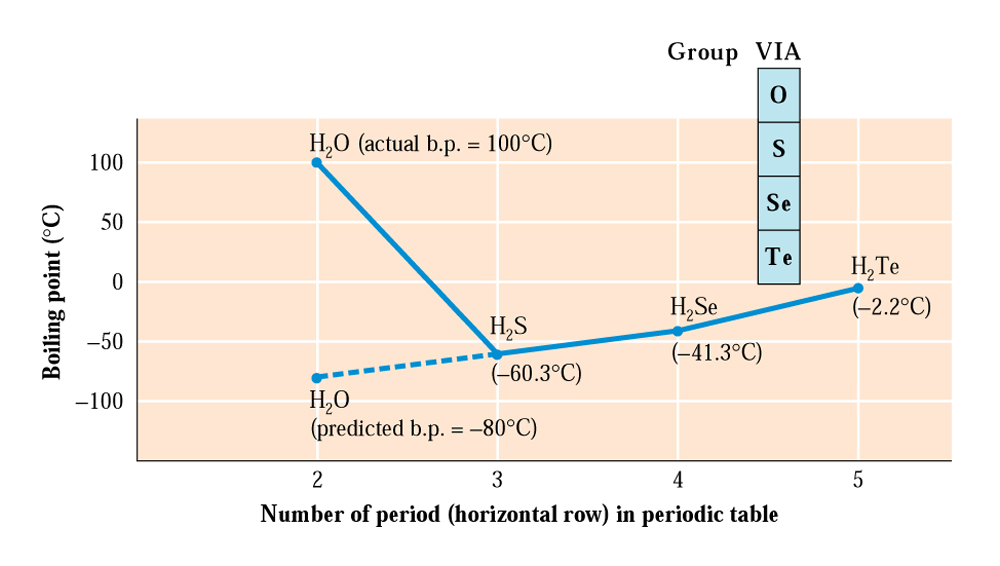 Group VIA
O
S
Se
Te
Boiling point (°C)
100
50
0
–50
–100
H₂O (actual b.p. = 100°C)
H₂O
(predicted b.p. = –80°C)
H₂S
(–60.3°C)
H₂Se
(–41.3°C)
H₂Te
(–2.2°C)
2 3 4 5
Number of period (horizontal row) in periodic table